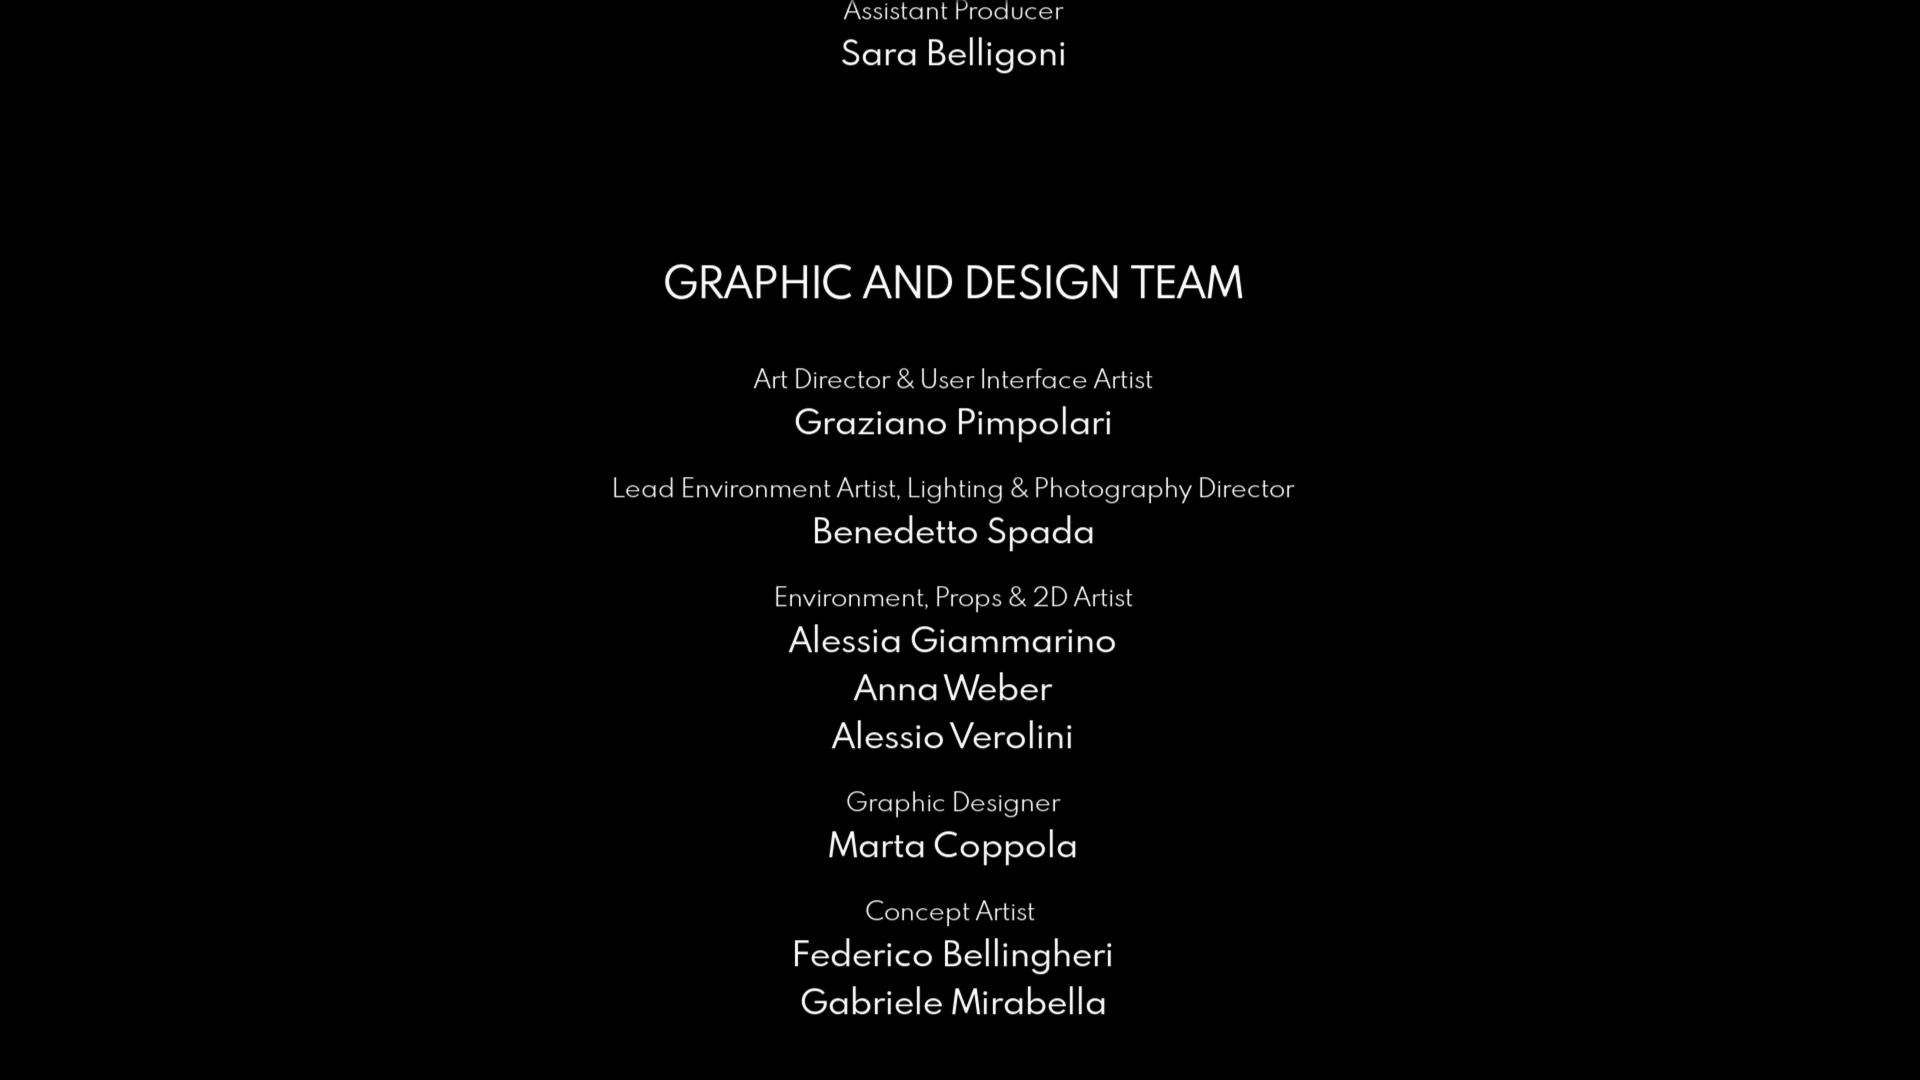 Assistant Producer
Sara Belligoni
GRAPHIC AND DESIGN TEAM
Art Director & User Interface Artist
Graziano Pimpolari
Lead Environment Artist, Lighting & Photography Director
Benedetto Spada
Environment, Props & 2D Artist
Alessia Giammarino
Anna Weber
Alessio Verolini
Graphic Designer
Marta Coppola
Concept Artist
Federico Bellingheri
Gabriele Mirabella